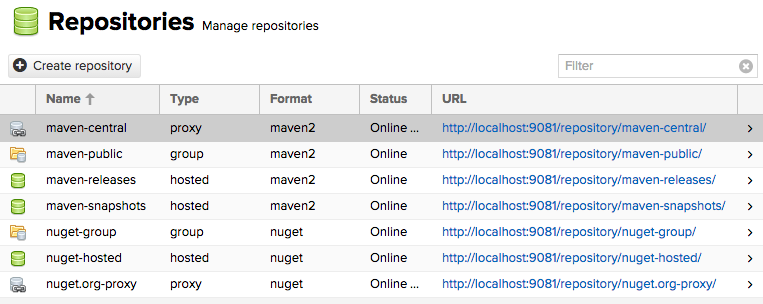 Repositories Manage repositories
Create repository Filter
Name Type Format Status URL
maven-central proxy maven2 Online ... http://localhost:9081/repository/maven-central/
maven-public group maven2 Online http://localhost:9081/repository/maven-public/
maven-releases hosted maven2 Online http://localhost:9081/repository/maven-releases/
maven-snapshots hosted maven2 Online http://localhost:9081/repository/maven-snapshots/
nuget-group group nuget Online http://localhost:9081/repository/nuget-group/
nuget-hosted hosted nuget Online http://localhost:9081/repository/nuget-hosted/
nuget.org-proxy proxy nuget Online ... http://localhost:9081/repository/nuget.org-proxy/